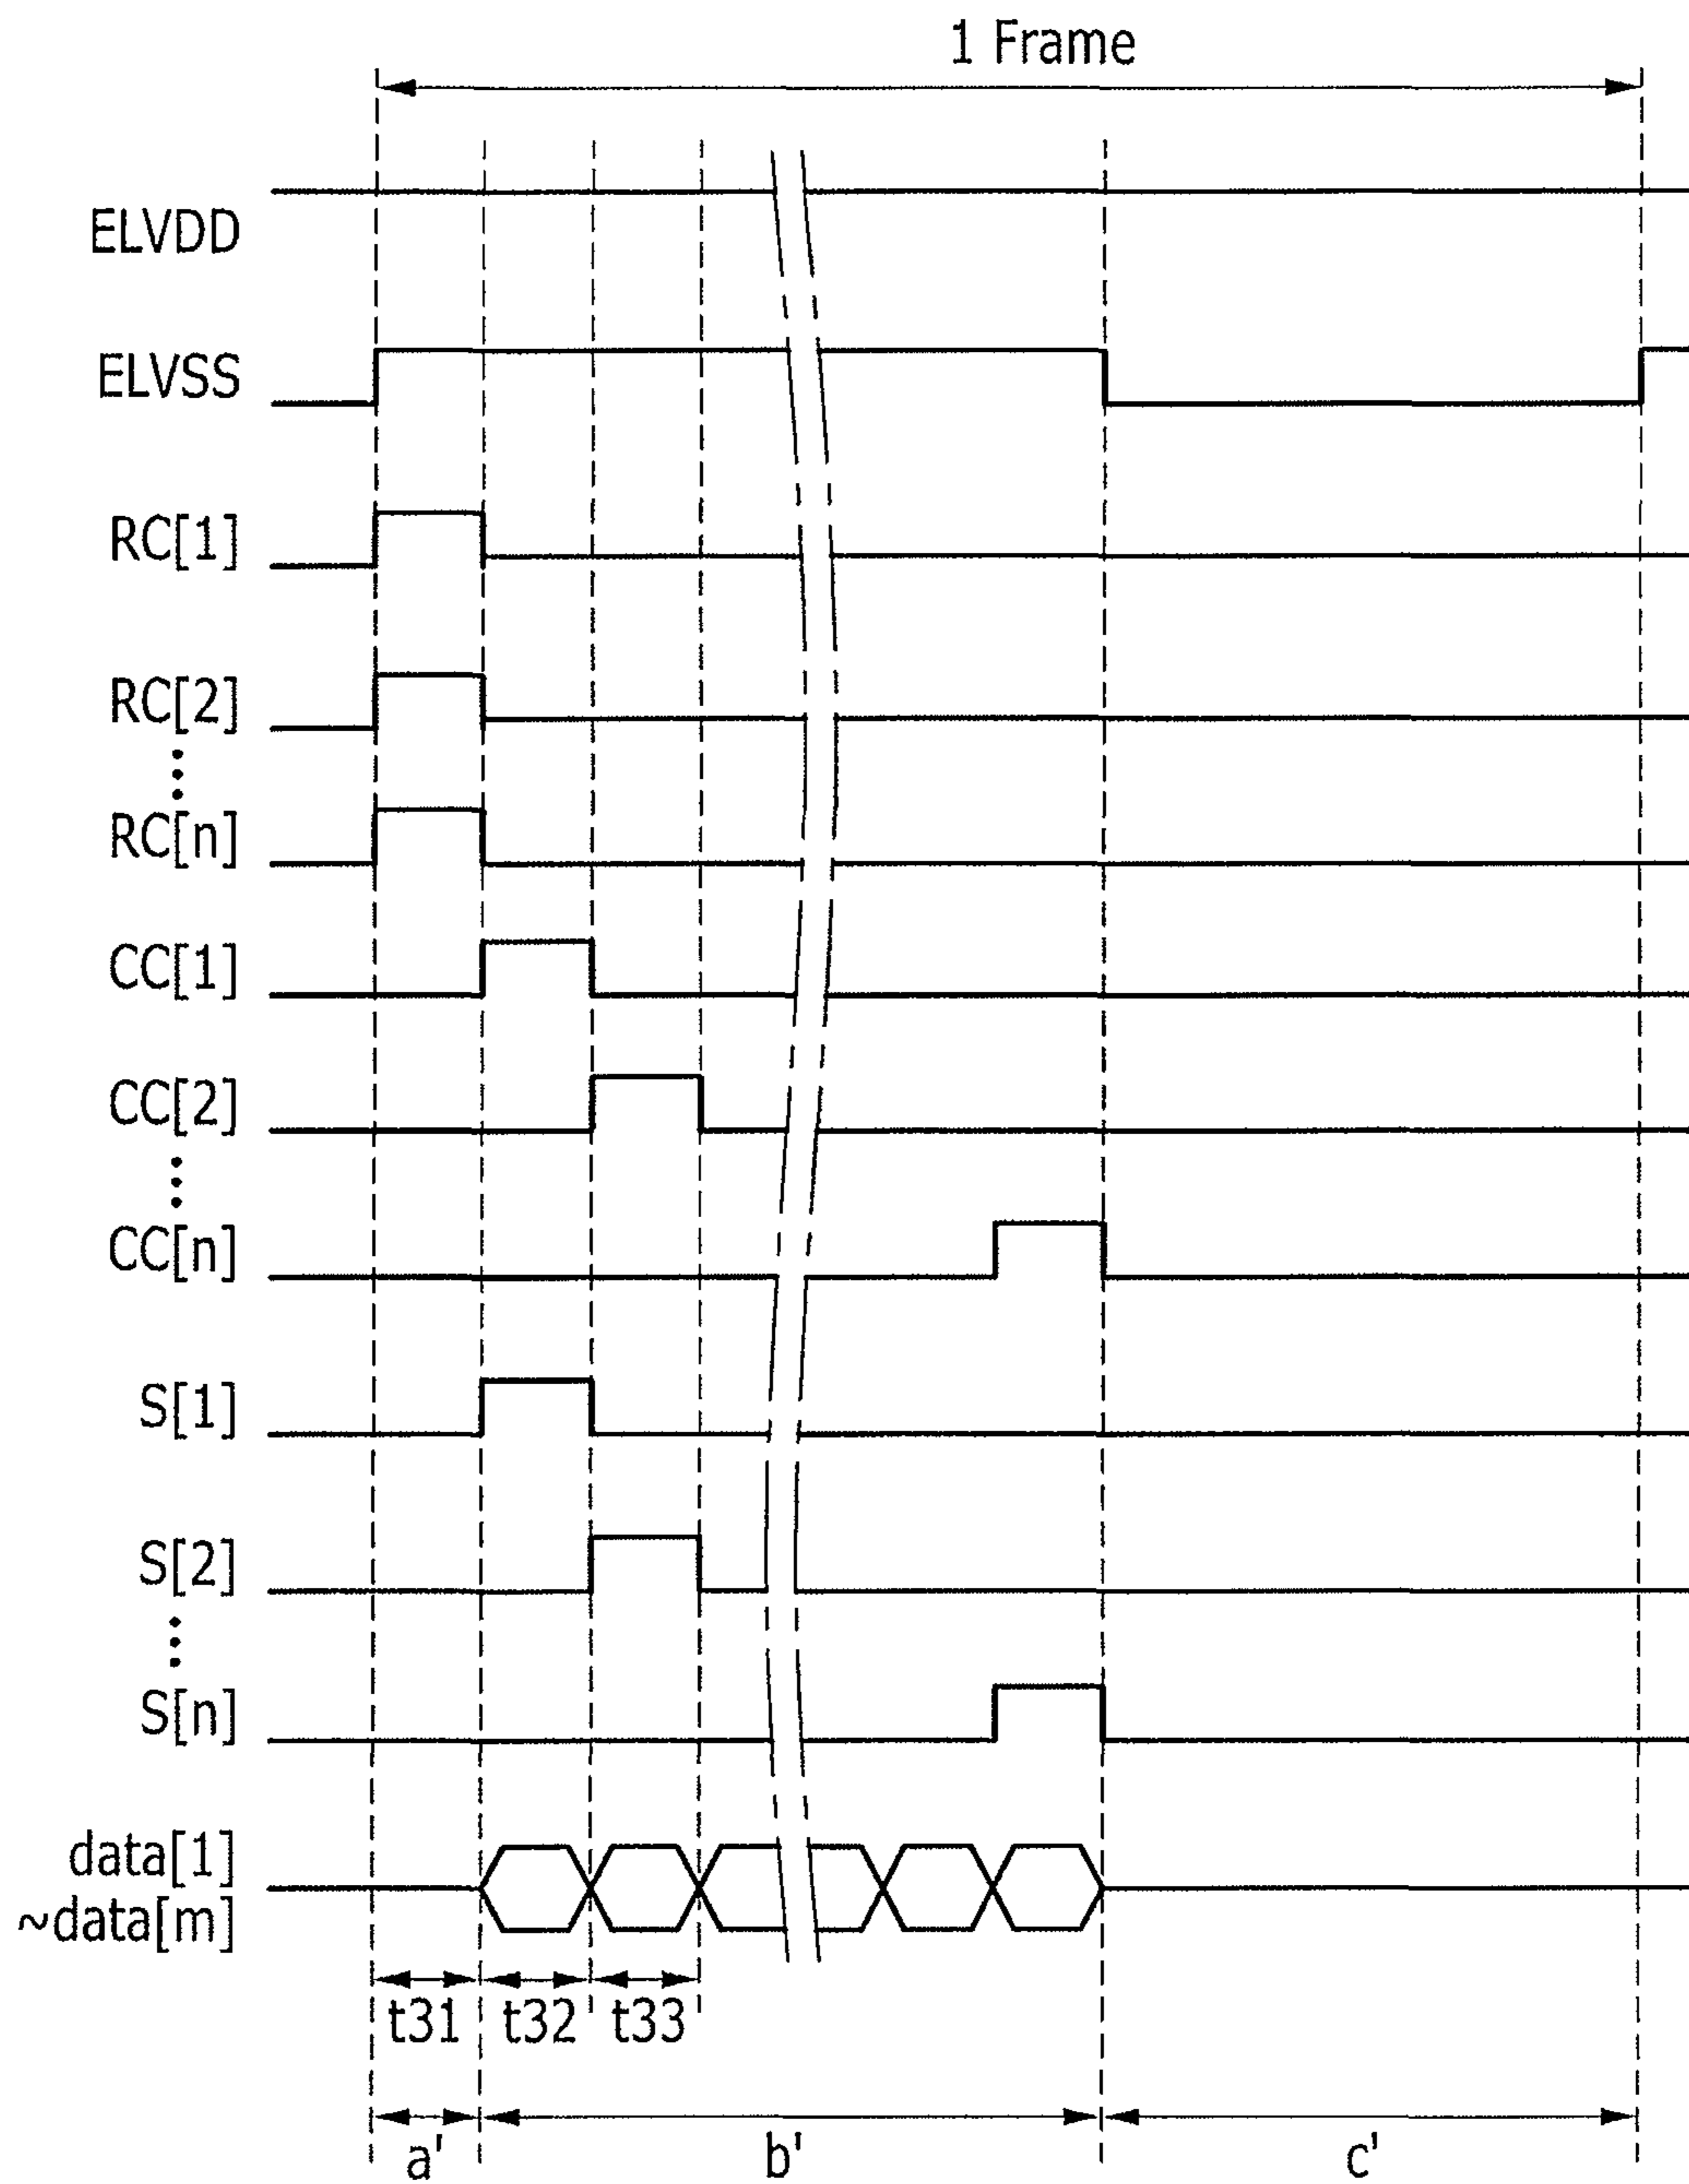 1 Frame
ELVDD
ELVSS
RC[1]
RC[2]
⋮
RC[n]
CC[1]
CC[2]
⋮
CC[n]
S[1]
S[2]
⋮
S[n]
data[1]
~data[m]
t31 t32 t33
a' b' c'